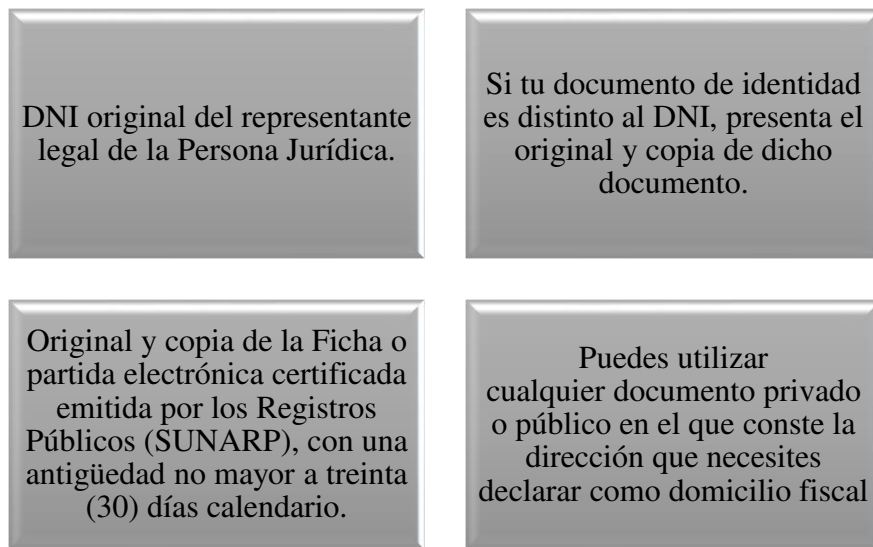 DNI original del representante
legal de la Persona Jurídica.
Si tu documento de identidad
es distinto al DNI, presenta el
original y copia de dicho
documento.
Original y copia de la Ficha o
partida electrónica certificada
emitida por los Registros
Públicos (SUNARP), con una
antigüedad no mayor a treinta
(30) días calendario.
Puedes utilizar
cualquier documento privado
o público en el que conste la
dirección que necesites
declarar como domicilio fiscal